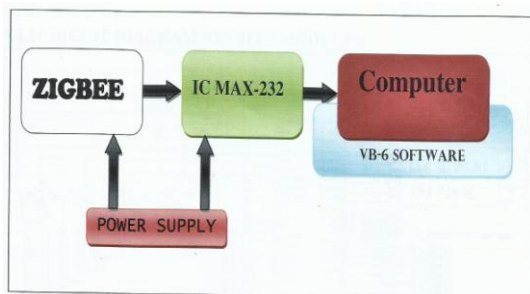 ZIGBEE
IC MAX-232
Computer
VB-6 SOFTWARE
POWER SUPPLY